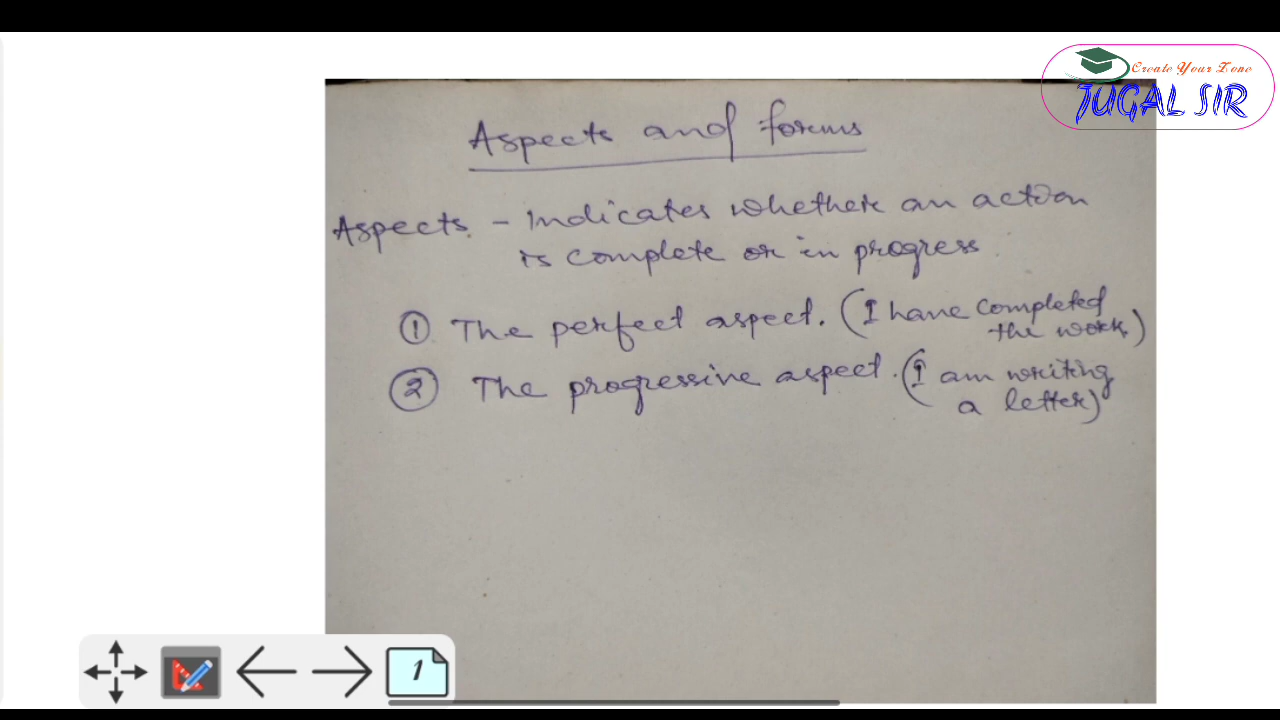 Create Your Zone
JUGAL SIR
Aspects and forms
Aspects - Indicates whether an action
is complete or in progress.
① The perfect aspect. (I have completed
the work.)
② The progressive aspect. (I am writing
a letter)
1